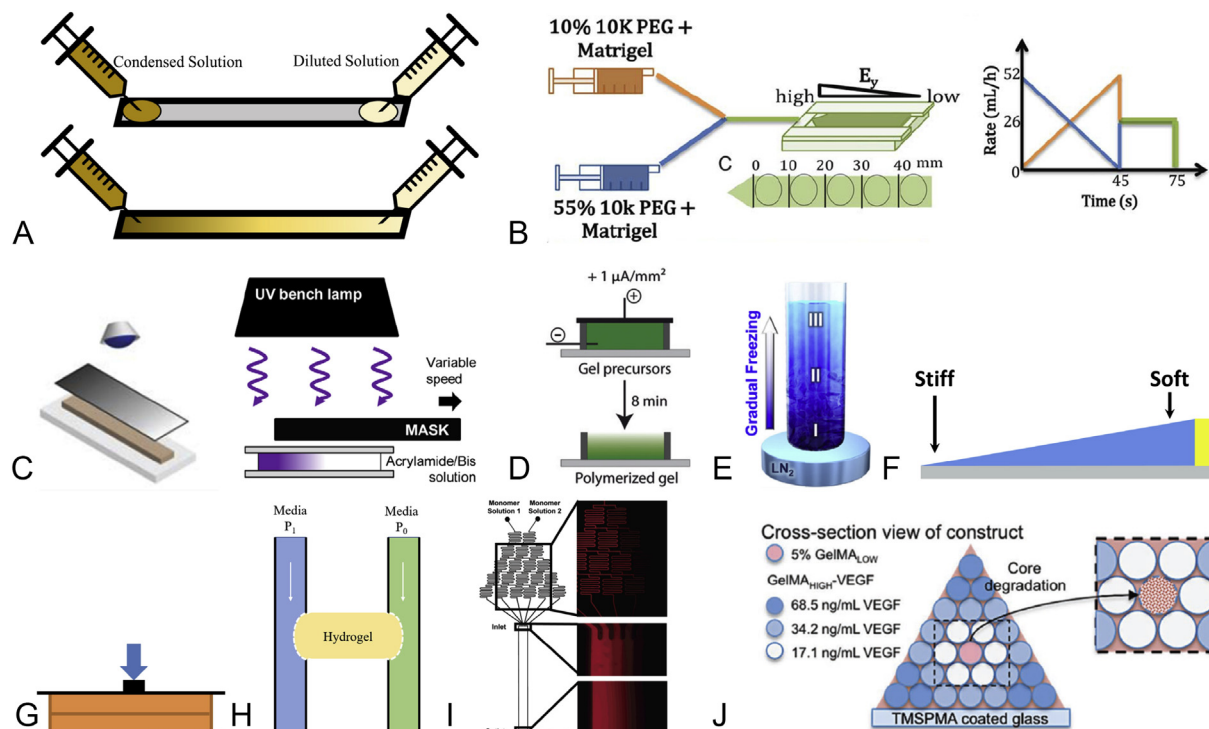 Condensed Solution
Diluted Solution
A
10% 10K PEG +
Matrigel
55% 10k PEG +
Matrigel
high
E_y
low
C
0 10 20 30 40 mm
B
Rate (mL/h)
52
26
0
45 75
Time (s)
C
UV bench lamp
Variable
speed
MASK
Acrylamide/Bis
solution
+ 1 µA/mm²
+
−
Gel precursors
8 min
Polymerized gel
D
Gradual Freezing
III
II
I
LN₂
E
Stiff
Soft
F
G
Media
P₁
Media
P₀
Hydrogel
H
Monomer
Solution 1
Monomer
Solution 2
Inlet
I
Cross-section view of construct
5% GelMA_LOW
GelMA_HIGH-VEGF
68.5 ng/mL VEGF
34.2 ng/mL VEGF
17.1 ng/mL VEGF
Core
degradation
TMSPMA coated glass
J